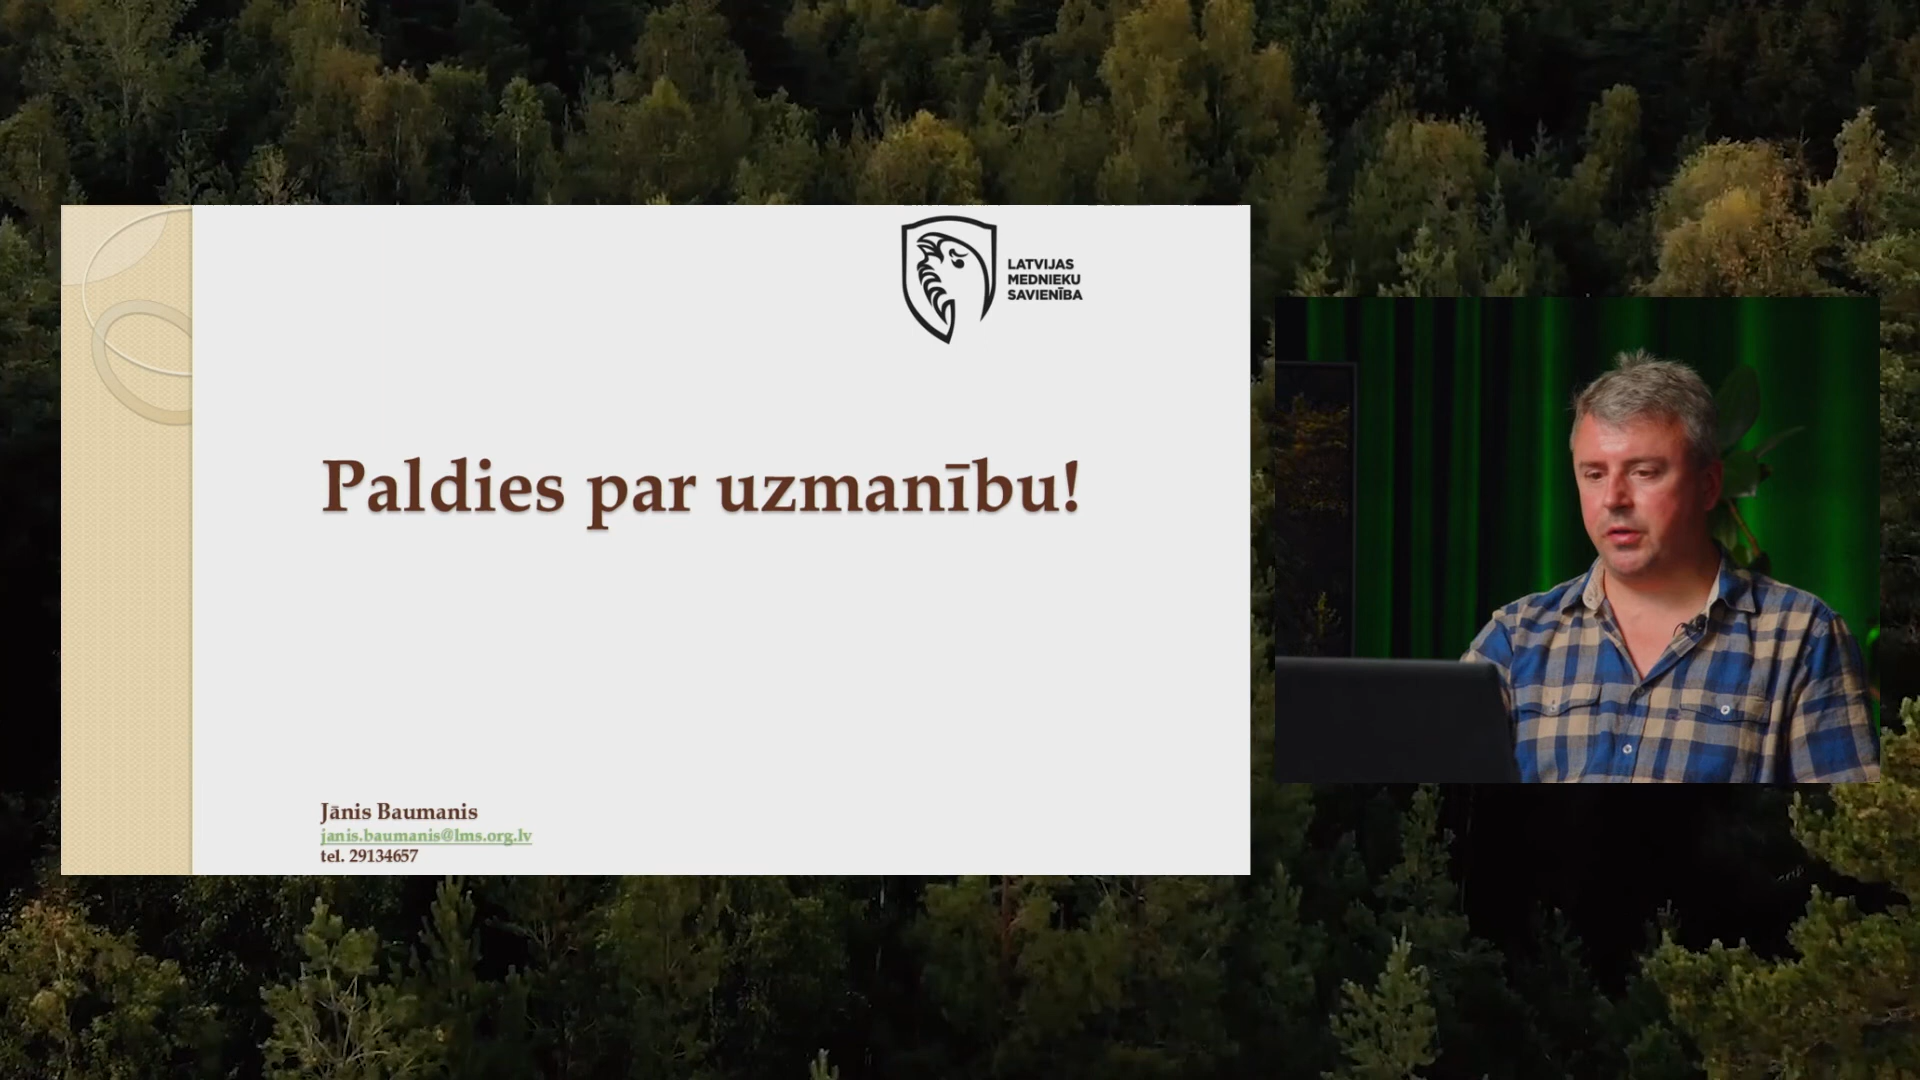 LATVIJAS
MEDNIEKU
SAVIENĪBA
Paldies par uzmanību!
Jānis Baumanis
janis.baumanis@lms.org.lv
tel. 29134657